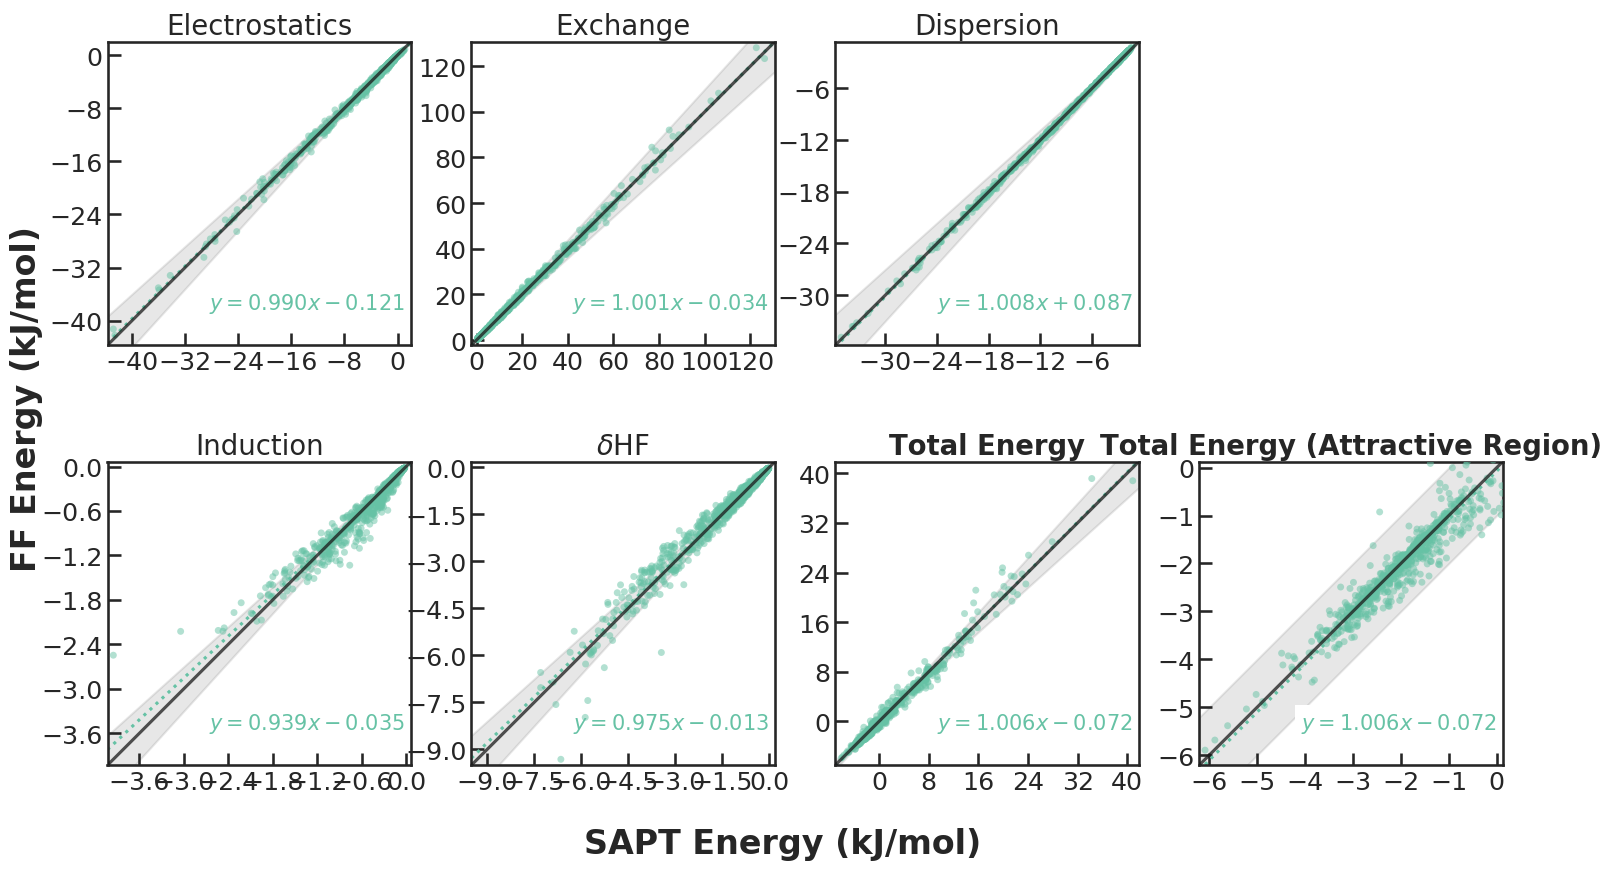 Electrostatics
Exchange
Dispersion
0
−8
−16
−24
−32
−40
y = 0.990x − 0.121
−40 −32 −24 −16 −8 0
120
100
80
60
40
20
0
y = 1.001x − 0.034
0 20 40 60 80 100 120
−6
−12
−18
−24
−30
y = 1.008x + 0.087
−30 −24 −18 −12 −6
FF Energy (kJ/mol)
Induction
δHF
Total Energy
Total Energy (Attractive Region)
0.0
−0.6
−1.2
−1.8
−2.4
−3.0
−3.6
y = 0.939x − 0.035
−3.6 −3.0 −2.4 −1.8 −1.2 −0.6 0.0
0.0
−1.5
−3.0
−4.5
−6.0
−7.5
−9.0
y = 0.975x − 0.013
−9.0 −7.5 −6.0 −4.5 −3.0 −1.5 0.0
40
32
24
16
8
0
y = 1.006x − 0.072
0 8 16 24 32 40
0
−1
−2
−3
−4
−5
−6
y = 1.006x − 0.072
−6 −5 −4 −3 −2 −1 0
SAPT Energy (kJ/mol)